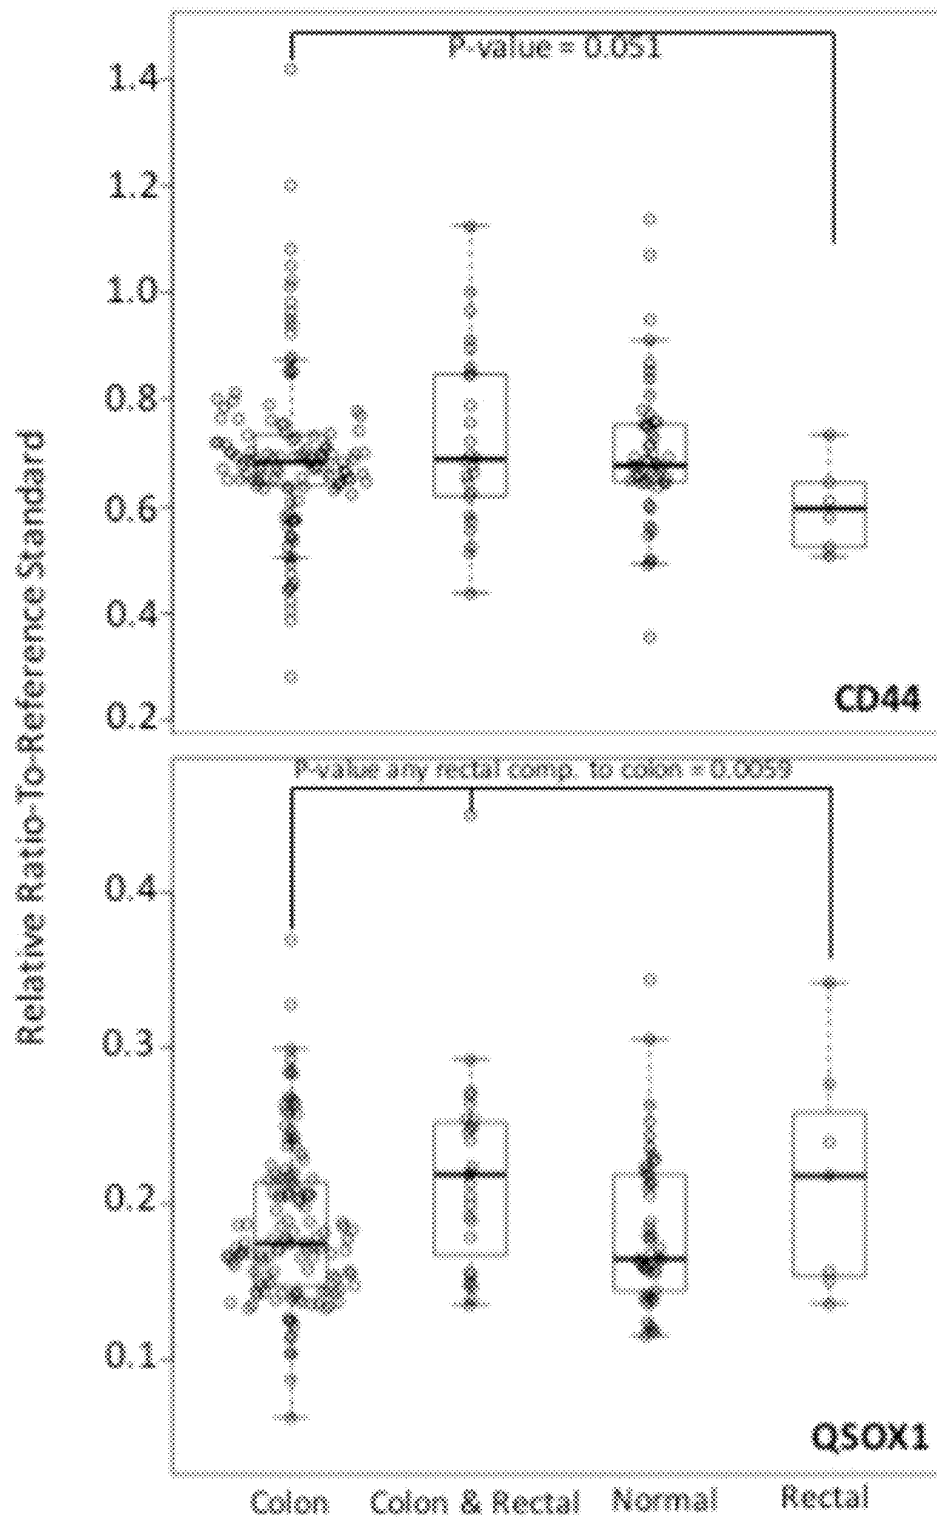 P-value = 0.051
1.4
1.2
1.0
0.8
0.6
0.4
0.2
CD44
Relative Ratio-To-Reference Standard
P-value any rectal comp. to colon = 0.0059
0.4
0.3
0.2
0.1
QSOX1
Colon Colon & Rectal Normal Rectal